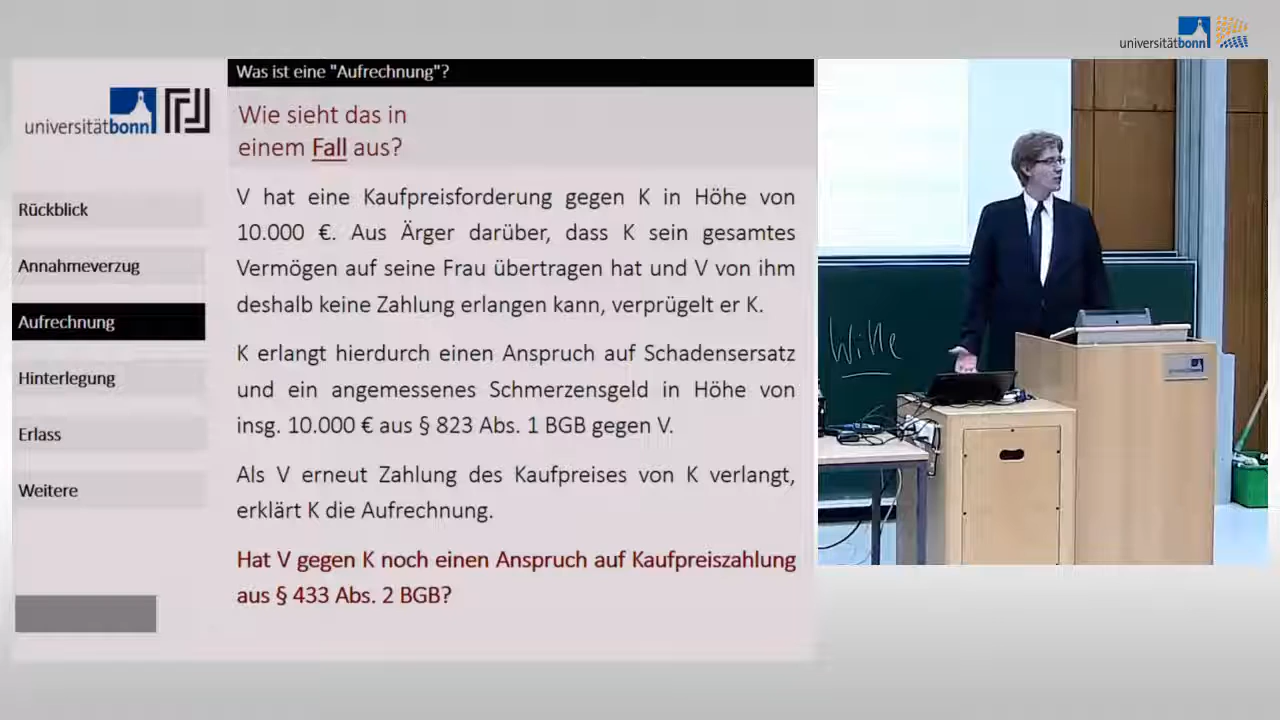 universitätbonn
Was ist eine "Aufrechnung"?
universitätbonn
Wie sieht das in
einem Fall aus?
Rückblick
Annahmeverzug
Aufrechnung
Hinterlegung
Erlass
Weitere
V hat eine Kaufpreisforderung gegen K in Höhe von
10.000 €. Aus Ärger darüber, dass K sein gesamtes
Vermögen auf seine Frau übertragen hat und V von ihm
deshalb keine Zahlung erlangen kann, verprügelt er K.
K erlangt hierdurch einen Anspruch auf Schadensersatz
und ein angemessenes Schmerzensgeld in Höhe von
insg. 10.000 € aus § 823 Abs. 1 BGB gegen V.
Als V erneut Zahlung des Kaufpreises von K verlangt,
erklärt K die Aufrechnung.
Hat V gegen K noch einen Anspruch auf Kaufpreiszahlung
aus § 433 Abs. 2 BGB?
Wille